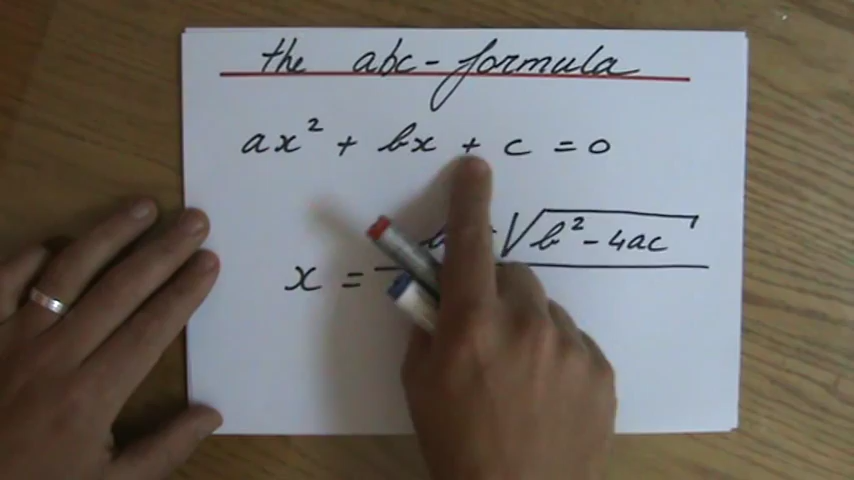 the abc-formula
ax² + bx + c = 0
x = b √b² - 4ac